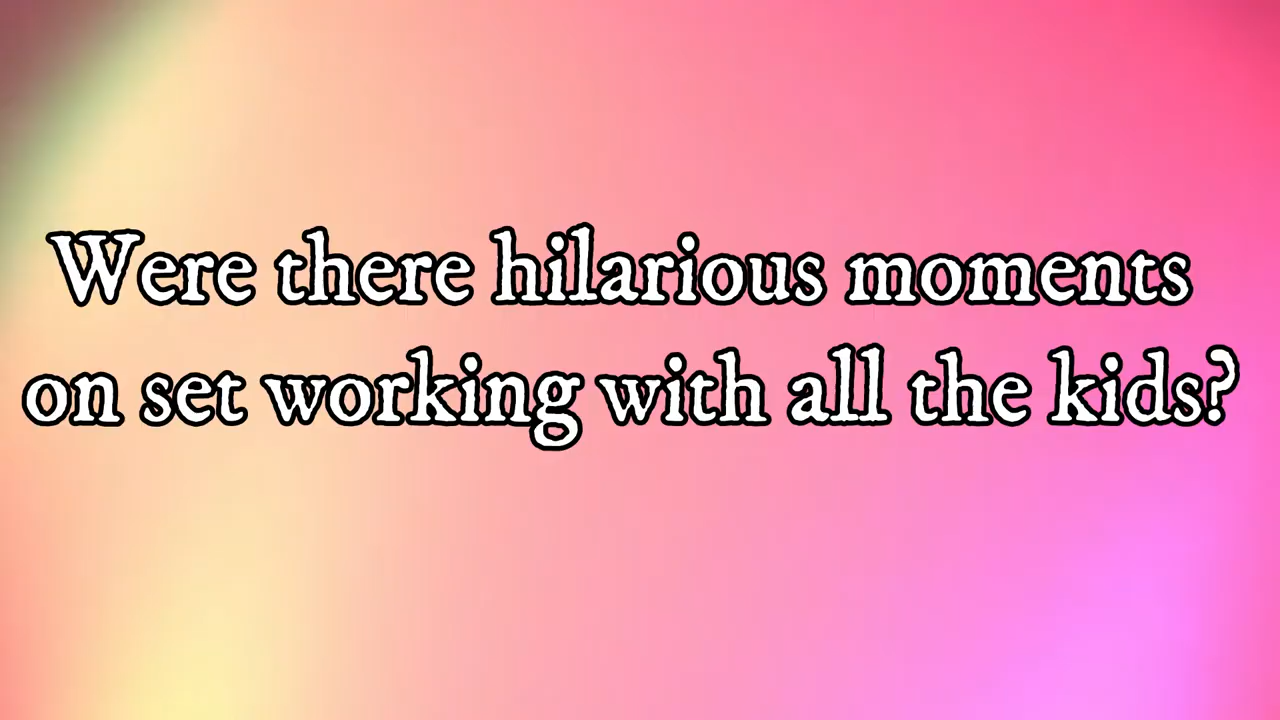 Were there hilarious moments
on set working with all the kids?